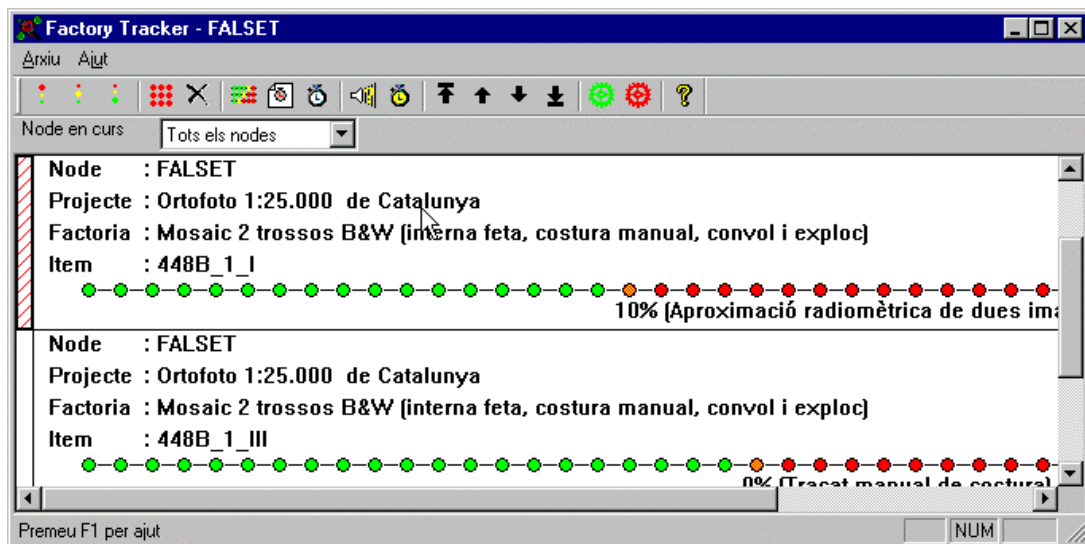 Factory Tracker - FALSET
Arxiu Ajut
Node en curs Tots els nodes
Node : FALSET
Projecte : Ortofoto 1:25.000 de Catalunya
Factoria : Mosaic 2 trossos B&W (interna feta, costura manual, convol i exploc)
Item : 448B_1_I
10% (Aproximació radiomètrica de dues ima
Node : FALSET
Projecte : Ortofoto 1:25.000 de Catalunya
Factoria : Mosaic 2 trossos B&W (interna feta, costura manual, convol i exploc)
Item : 448B_1_III
0% (Traçat manual de costura)
Premeu F1 per ajut NUM